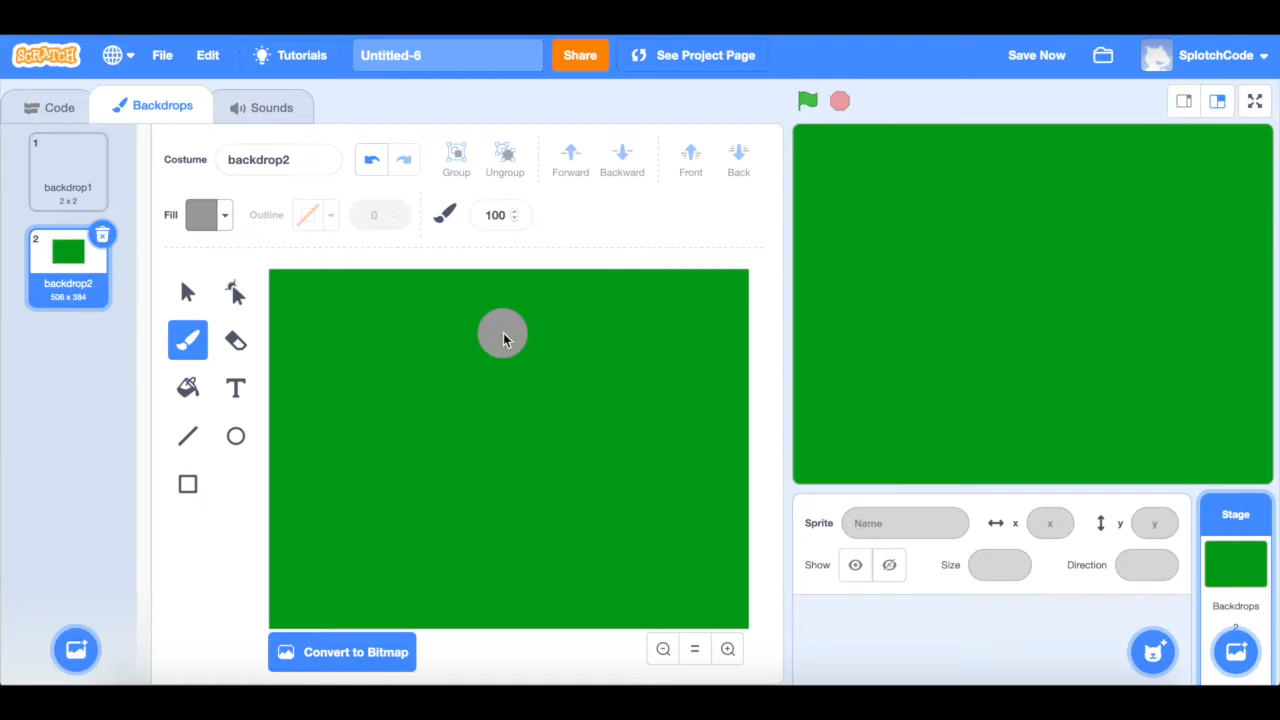 SCRATCH File Edit Tutorials Untitled-6 Share See Project Page Save Now SplotchCode
Code Backdrops Sounds
1
backdrop1
2 x 2
2
backdrop2
506 x 384
Costume backdrop2 Group Ungroup Forward Backward Front Back
Fill Outline 0 100
T
Convert to Bitmap
Sprite Name x x y y
Show Size Direction
Stage
Backdrops
2